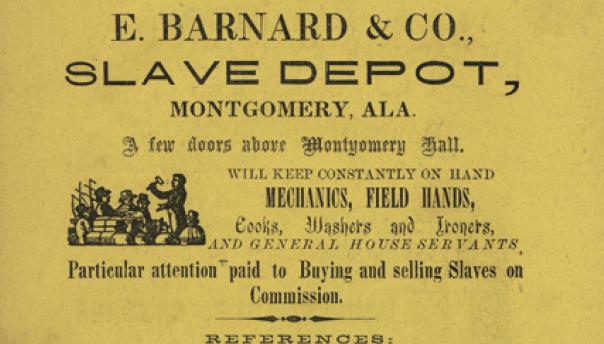 E. BARNARD & CO.,
SLAVE DEPOT,
MONTGOMERY, ALA.
A few doors above Montgomery Hall.
WILL KEEP CONSTANTLY ON HAND
MECHANICS, FIELD HANDS,
Cooks, Washers and Ironers,
AND GENERAL HOUSE SERVANTS,
Particular attention paid to Buying and selling Slaves on
Commission.
REFERENCES: